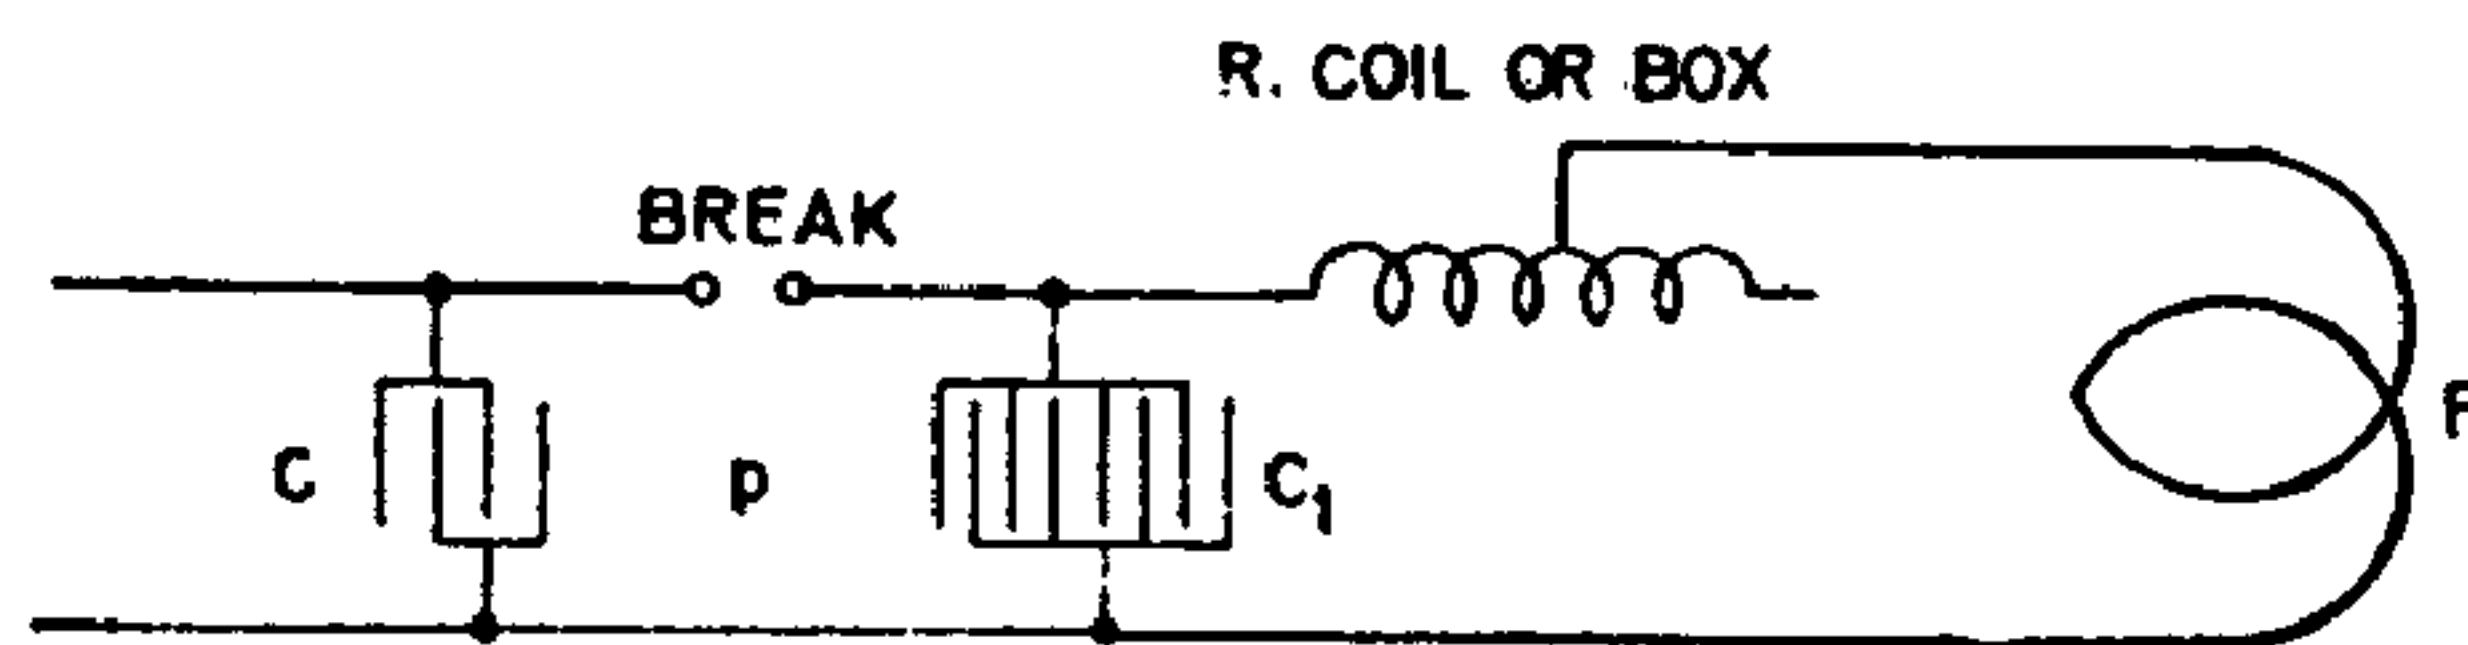 R. COIL OR BOX
BREAK
C
p
C₁